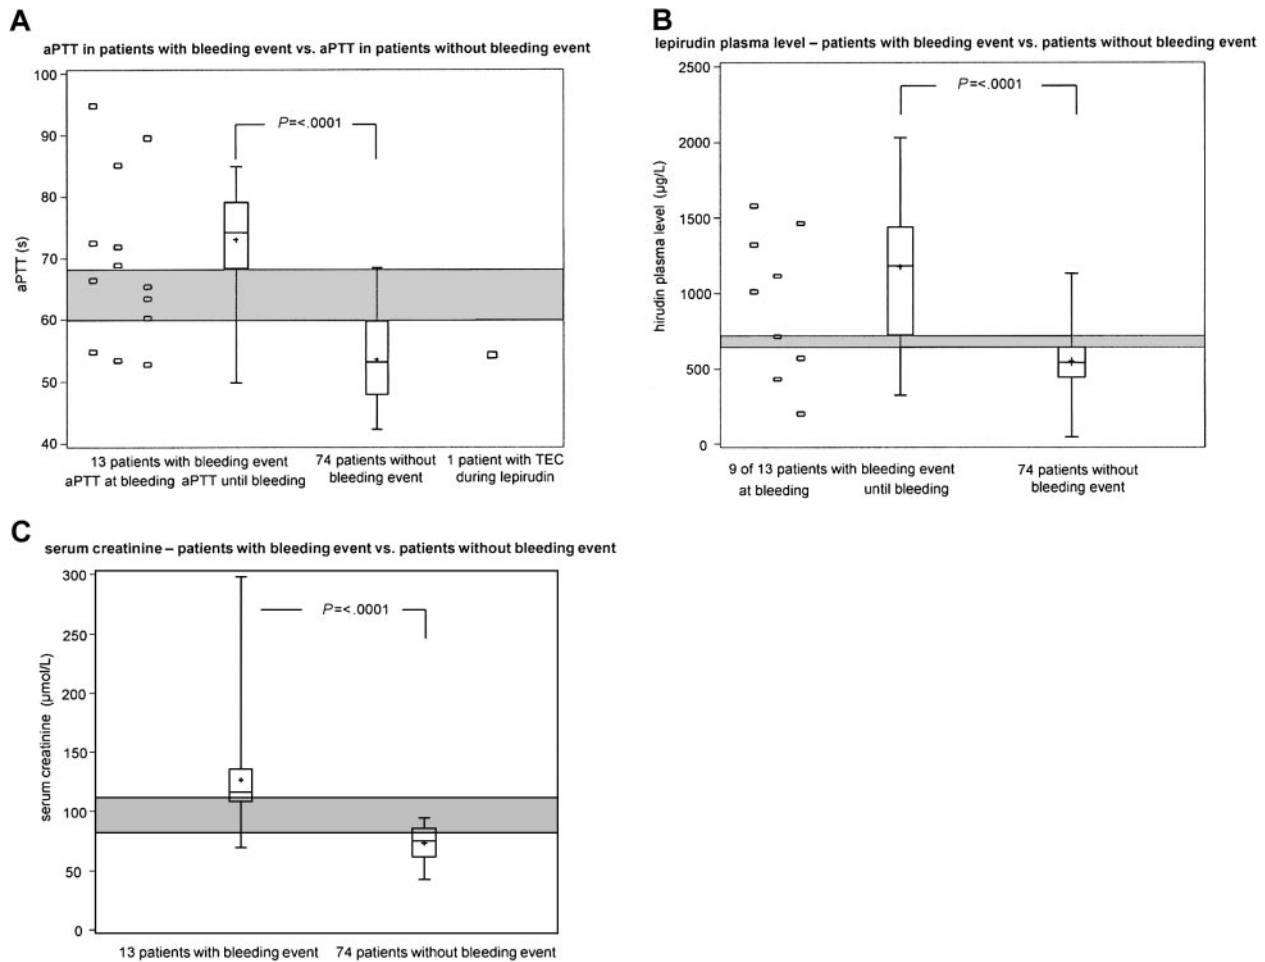 A
aPTT in patients with bleeding event vs. aPTT in patients without bleeding event
100
90
80
70
60
50
40
aPTT (s)
P=<.0001
13 patients with bleeding event
aPTT at bleeding aPTT until bleeding
74 patients without
bleeding event
1 patient with TEC
during lepirudin
B
lepirudin plasma level – patients with bleeding event vs. patients without bleeding event
2500
2000
1500
1000
500
0
hirudin plasma level (µg/L)
P=<.0001
9 of 13 patients with bleeding event
at bleeding until bleeding
74 patients without
bleeding event
C
serum creatinine – patients with bleeding event vs. patients without bleeding event
300
250
200
150
100
50
0
serum creatinine (µmol/L)
P=<.0001
13 patients with bleeding event
74 patients without bleeding event